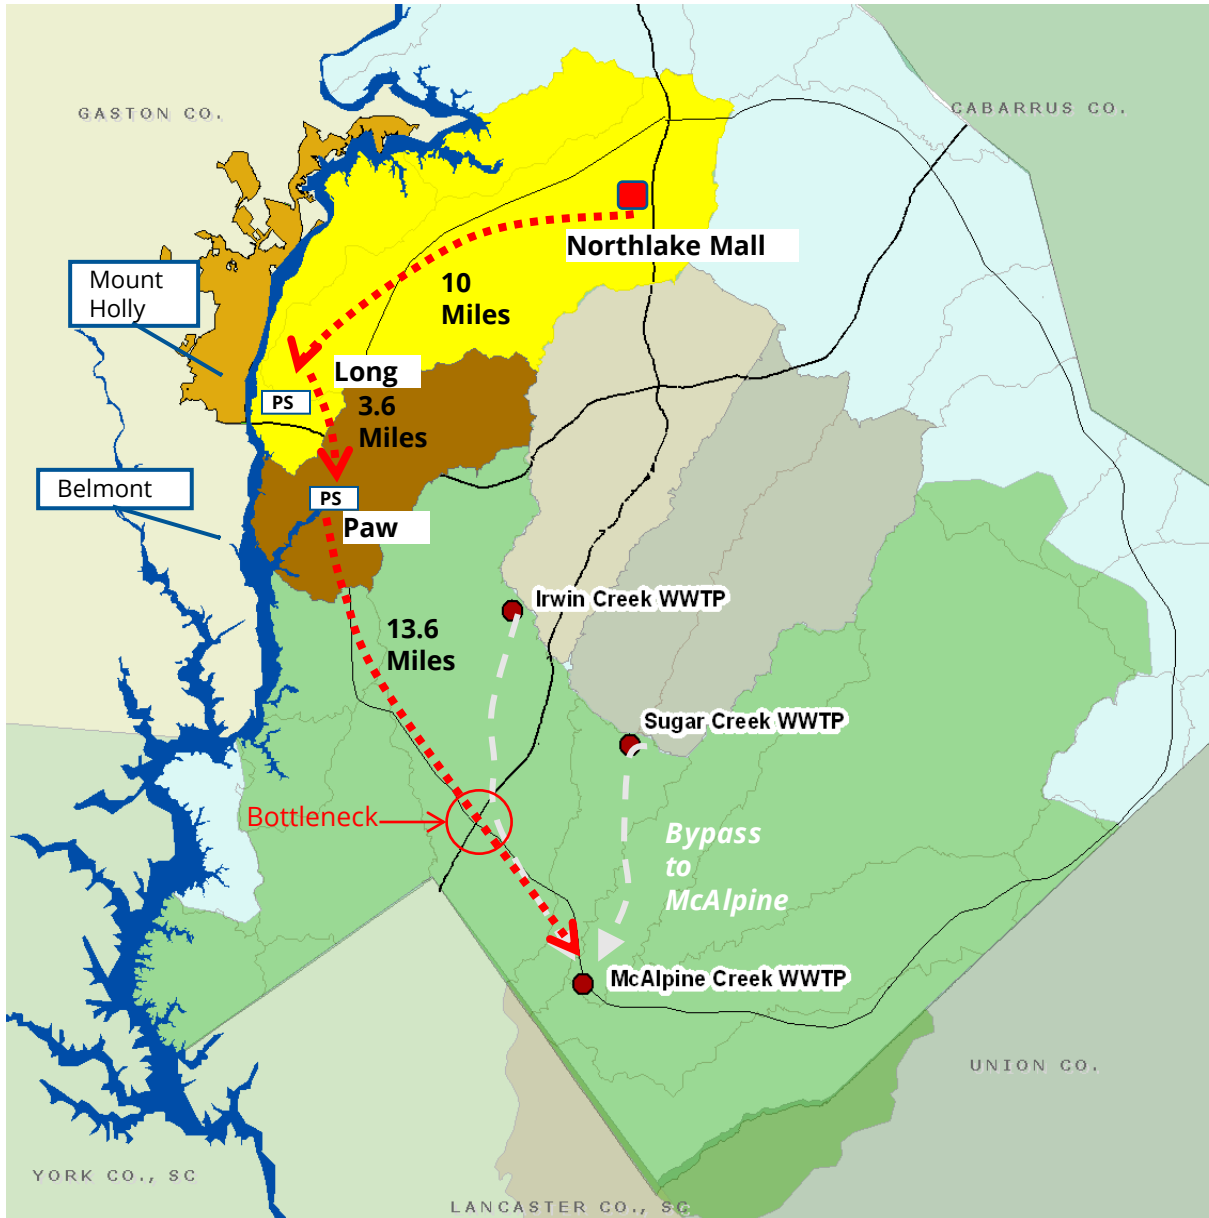 GASTON CO.
CABARRUS CO.
Northlake Mall
Mount
Holly
10
Miles
Long
PS
3.6
Miles
Belmont
PS
Paw
Irwin Creek WWTP
13.6
Miles
Sugar Creek WWTP
Bottleneck
Bypass
to
McAlpine
McAlpine Creek WWTP
UNION CO.
YORK CO., SC
LANCASTER CO., SC